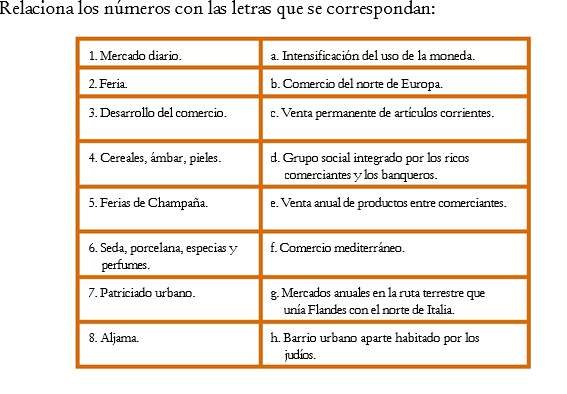 Relaciona los números con las letras que se correspondan:
1. Mercado diario.
a. Intensificación del uso de la moneda.
2. Feria.
b. Comercio del norte de Europa.
3. Desarrollo del comercio.
c. Venta permanente de artículos corrientes.
4. Cereales, ámbar, pieles.
d. Grupo social integrado por los ricos
comerciantes y los banqueros.
5. Ferias de Champaña.
e. Venta anual de productos entre comerciantes.
6. Seda, porcelana, especias y
perfumes.
f. Comercio mediterráneo.
7. Patriciado urbano.
g. Mercados anuales en la ruta terrestre que
unía Flandes con el norte de Italia.
8. Aljama.
h. Barrio urbano aparte habitado por los
judíos.